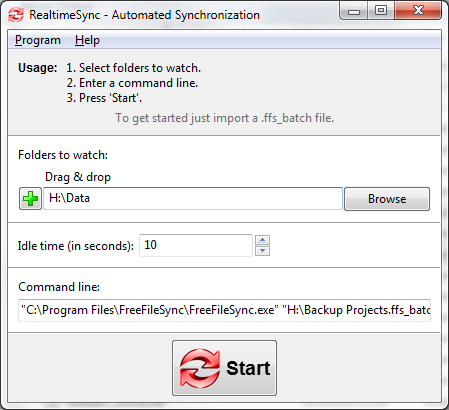 RealtimeSync - Automated Synchronization
Program Help
Usage: 1. Select folders to watch.
2. Enter a command line.
3. Press 'Start'.
To get started just import a .ffs_batch file.
Folders to watch:
Drag & drop
H:\Data Browse
Idle time (in seconds): 10
Command line:
"C:\Program Files\FreeFileSync\FreeFileSync.exe" "H:\Backup Projects.ffs_batc
Start